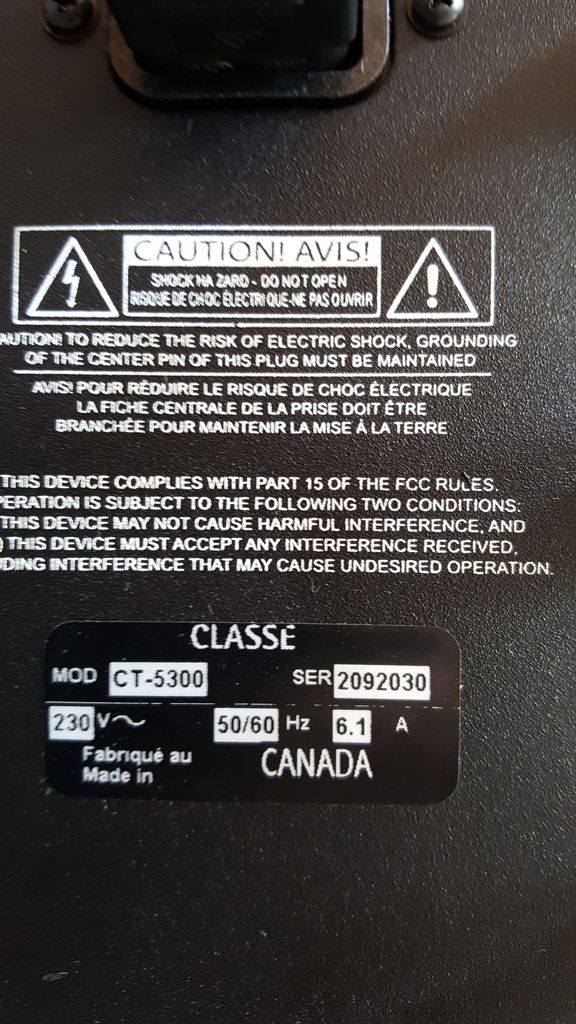 CAUTION! AVIS!
SHOCK HAZARD - DO NOT OPEN
RISQUE DE CHOC ÉLECTRIQUE-NE PAS OUVRIR
AUTION! TO REDUCE THE RISK OF ELECTRIC SHOCK, GROUNDING
OF THE CENTER PIN OF THIS PLUG MUST BE MAINTAINED
AVIS! POUR RÉDUIRE LE RISQUE DE CHOC ÉLECTRIQUE
LA FICHE CENTRALE DE LA PRISE DOIT ÊTRE
BRANCHÉE POUR MAINTENIR LA MISE À LA TERRE
THIS DEVICE COMPLIES WITH PART 15 OF THE FCC RULES.
PERATION IS SUBJECT TO THE FOLLOWING TWO CONDITIONS:
THIS DEVICE MAY NOT CAUSE HARMFUL INTERFERENCE, AND
) THIS DEVICE MUST ACCEPT ANY INTERFERENCE RECEIVED,
UDING INTERFERENCE THAT MAY CAUSE UNDESIRED OPERATION.
CLASSÉ
MOD CT-5300 SER 2092030
230 V~ 50/60 Hz 6.1 A
Fabriqué au
Made in CANADA